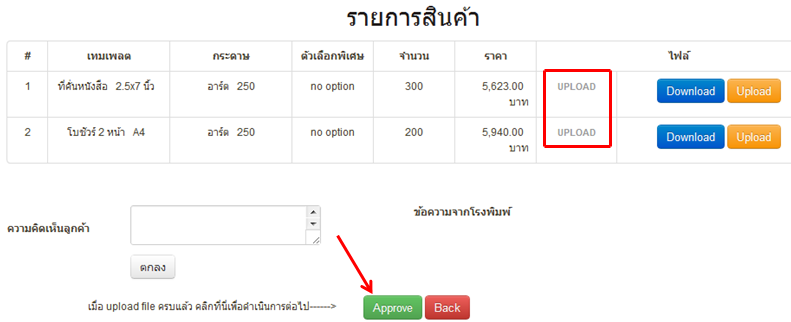 รายการสินค้า
# เทมเพลต กระดาษ ตัวเลือกพิเศษ จำนวน ราคา ไฟล์
1 ที่คั่นหนังสือ 2.5x7 นิ้ว อาร์ต 250 no option 300 5,623.00 UPLOAD Download Upload
บาท
2 โบชัวร์ 2 หน้า A4 อาร์ต 250 no option 200 5,940.00 UPLOAD Download Upload
บาท
ข้อความจากโรงพิมพ์
ความคิดเห็นลูกค้า
ตกลง
เมื่อ upload file ครบแล้ว คลิกที่นี่เพื่อดำเนินการต่อไป------> Approve Back